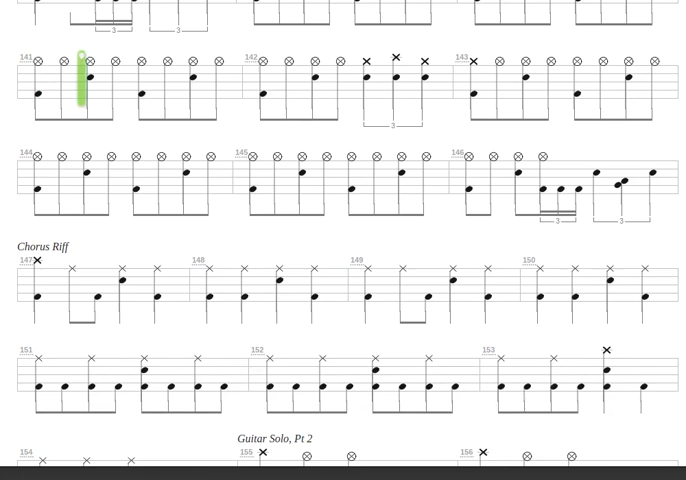 3 3
141 142 143
3
144 145 146
3 3
Chorus Riff
147 148 149 150
151 152 153
Guitar Solo, Pt 2
154 155 156